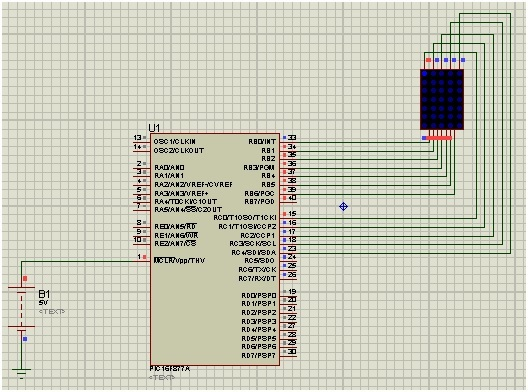 U1
13 OSC1/CLKIN
14 OSC2/CLKOUT
2 RA0/AN0
3 RA1/AN1
4 RA2/AN2/VREF-/CVREF
5 RA3/AN3/VREF+
6 RA4/T0CKI/C1OUT
7 RA5/AN4/SS/C2OUT
8 RE0/AN5/RD
9 RE1/AN6/WR
10 RE2/AN7/CS
1 MCLR/Vpp/THV
RB0/INT 33
RB1 34
RB2 35
RB3/PGM 36
RB4 37
RB5 38
RB6/PGC 39
RB7/PGD 40
RC0/T1OSO/T1CKI 15
RC1/T1OSI/CCP2 16
RC2/CCP1 17
RC3/SCK/SCL 18
RC4/SDI/SDA 23
RC5/SDO 24
RC6/TX/CK 25
RC7/RX/DT 26
RD0/PSP0 19
RD1/PSP1 20
RD2/PSP2 21
RD3/PSP3 22
RD4/PSP4 27
RD5/PSP5 28
RD6/PSP6 29
RD7/PSP7 30
PIC16F877A
<TEXT>
B1
5V
<TEXT>